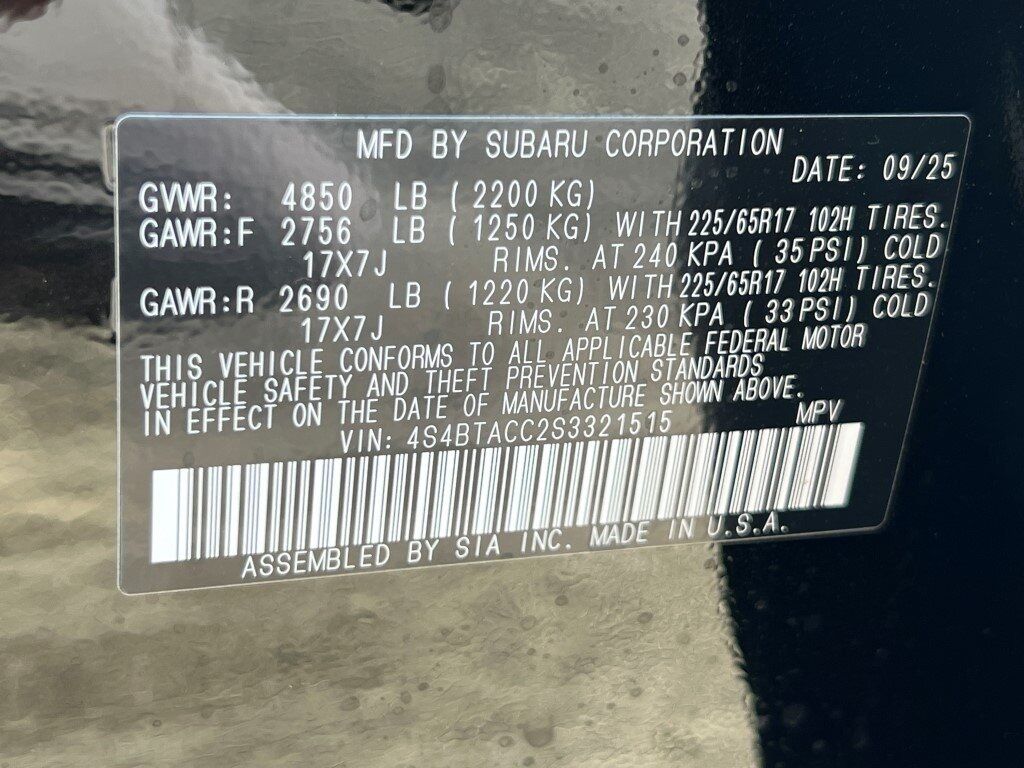 MFD BY SUBARU CORPORATION
DATE: 09/25
GVWR: 4850 LB ( 2200 KG)
GAWR:F 2756 LB ( 1250 KG) WITH 225/65R17 102H TIRES.
17X7J RIMS. AT 240 KPA ( 35 PSI) COLD
GAWR:R 2690 LB ( 1220 KG) WITH 225/65R17 102H TIRES.
17X7J RIMS. AT 230 KPA ( 33 PSI) COLD
THIS VEHICLE CONFORMS TO ALL APPLICABLE FEDERAL MOTOR
VEHICLE SAFETY AND THEFT PREVENTION STANDARDS
IN EFFECT ON THE DATE OF MANUFACTURE SHOWN ABOVE.
VIN: 4S4BTACC2S3321515 MPV
ASSEMBLED BY SIA INC. MADE IN U.S.A.